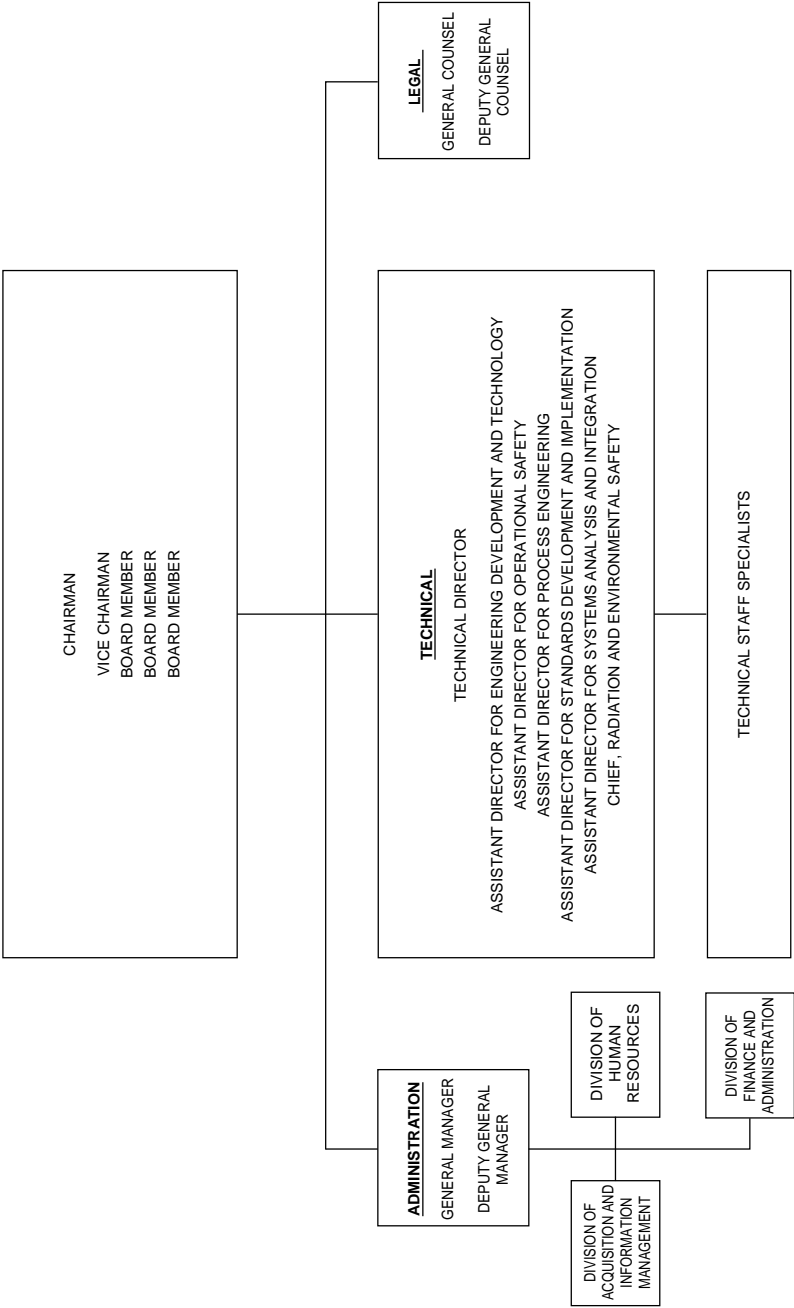 CHAIRMAN
VICE CHAIRMAN
BOARD MEMBER
BOARD MEMBER
BOARD MEMBER
ADMINISTRATION
GENERAL MANAGER
DEPUTY GENERAL
MANAGER
TECHNICAL
TECHNICAL DIRECTOR
ASSISTANT DIRECTOR FOR ENGINEERING DEVELOPMENT AND TECHNOLOGY
ASSISTANT DIRECTOR FOR OPERATIONAL SAFETY
ASSISTANT DIRECTOR FOR PROCESS ENGINEERING
ASSISTANT DIRECTOR FOR STANDARDS DEVELOPMENT AND IMPLEMENTATION
ASSISTANT DIRECTOR FOR SYSTEMS ANALYSIS AND INTEGRATION
CHIEF, RADIATION AND ENVIRONMENTAL SAFETY
LEGAL
GENERAL COUNSEL
DEPUTY GENERAL
COUNSEL
DIVISION OF
ACQUISITION AND
INFORMATION
MANAGEMENT
DIVISION OF
HUMAN
RESOURCES
DIVISION OF
FINANCE AND
ADMINISTRATION
TECHNICAL STAFF SPECIALISTS